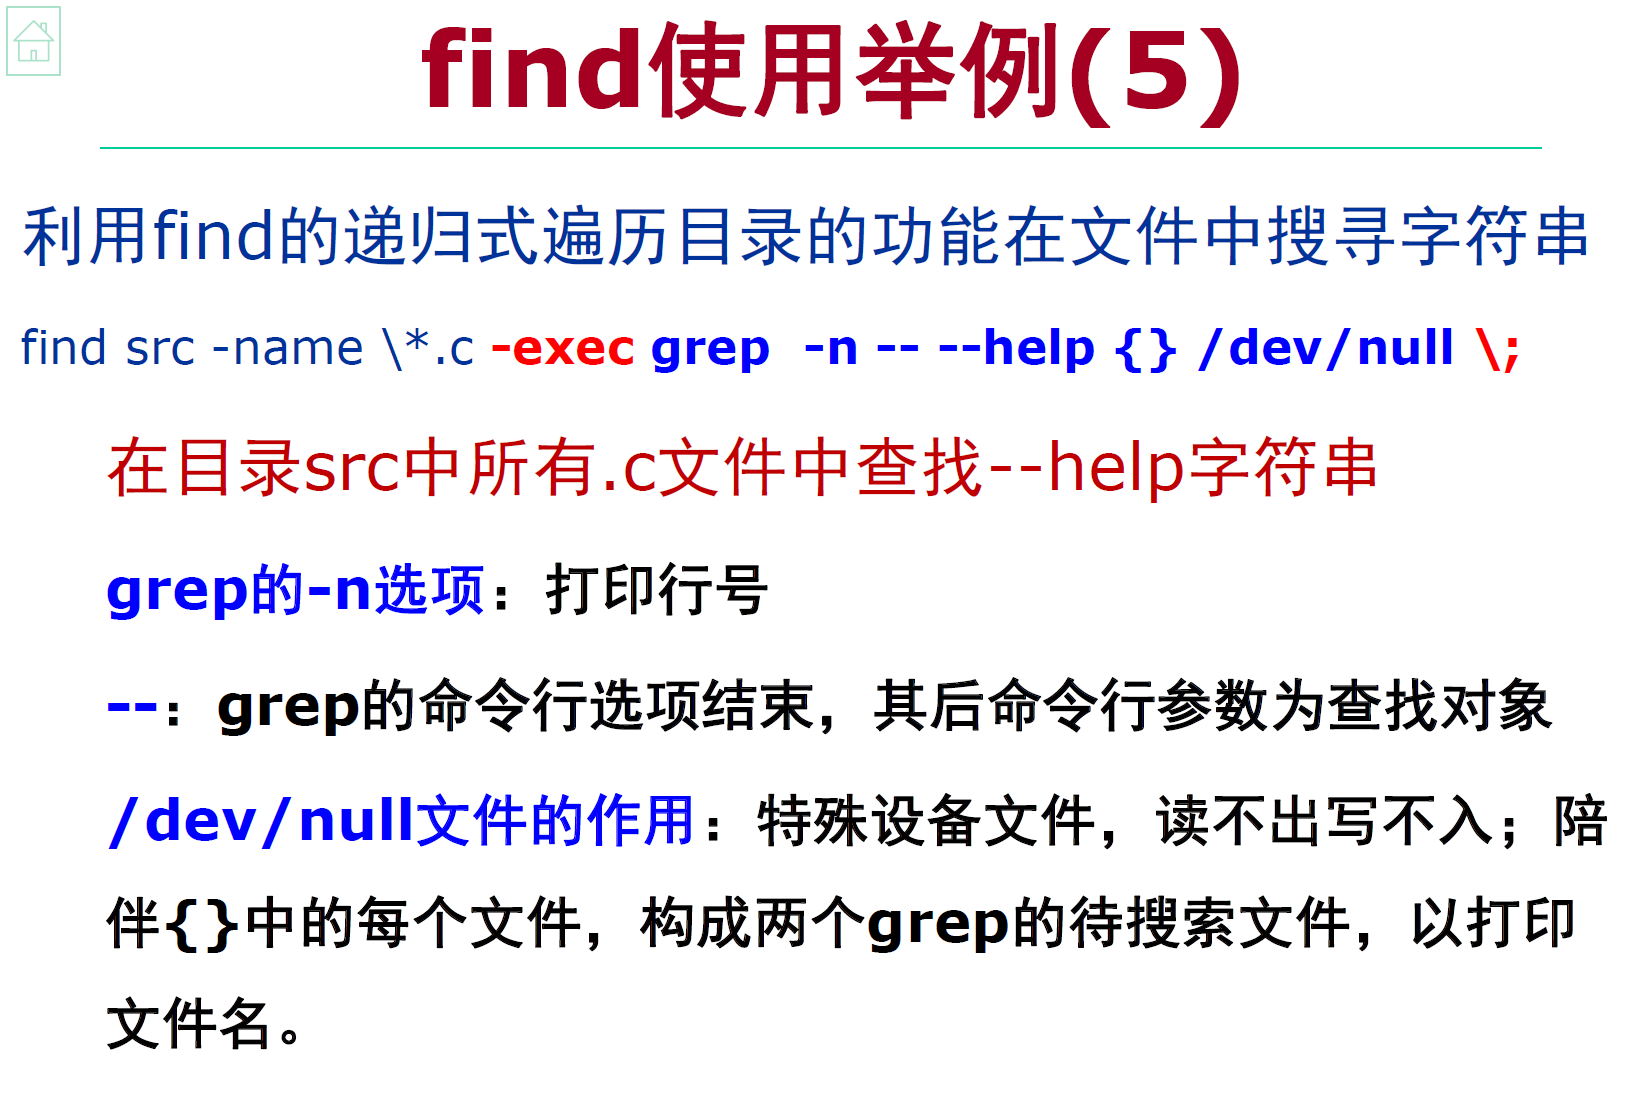 find使用举例(5)
利用find的递归式遍历目录的功能在文件中搜寻字符串
find src -name \*.c -exec grep  -n -- --help {} /dev/null \;
在目录src中所有.c文件中查找--help字符串
grep的-n选项：打印行号
--：grep的命令行选项结束，其后命令行参数为查找对象
/dev/null文件的作用：特殊设备文件，读不出写不入；陪
伴{}中的每个文件，构成两个grep的待搜索文件，以打印
文件名。